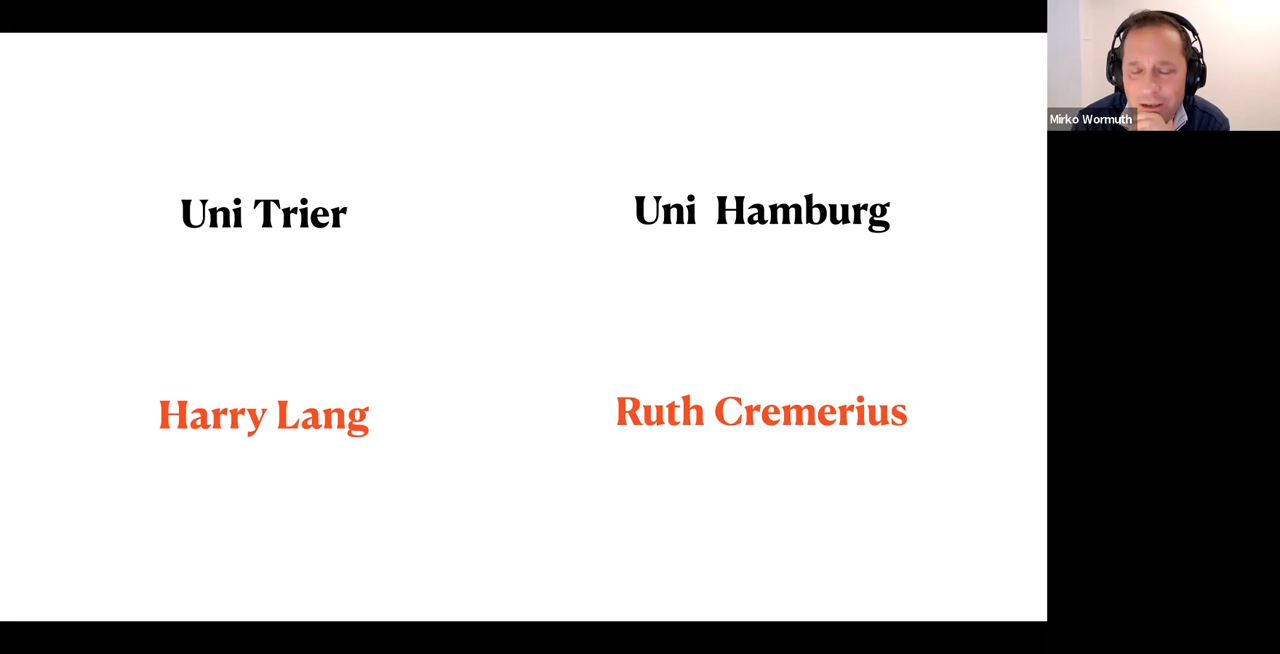 Mirko Wormuth
Uni Trier
Uni Hamburg
Harry Lang
Ruth Cremerius